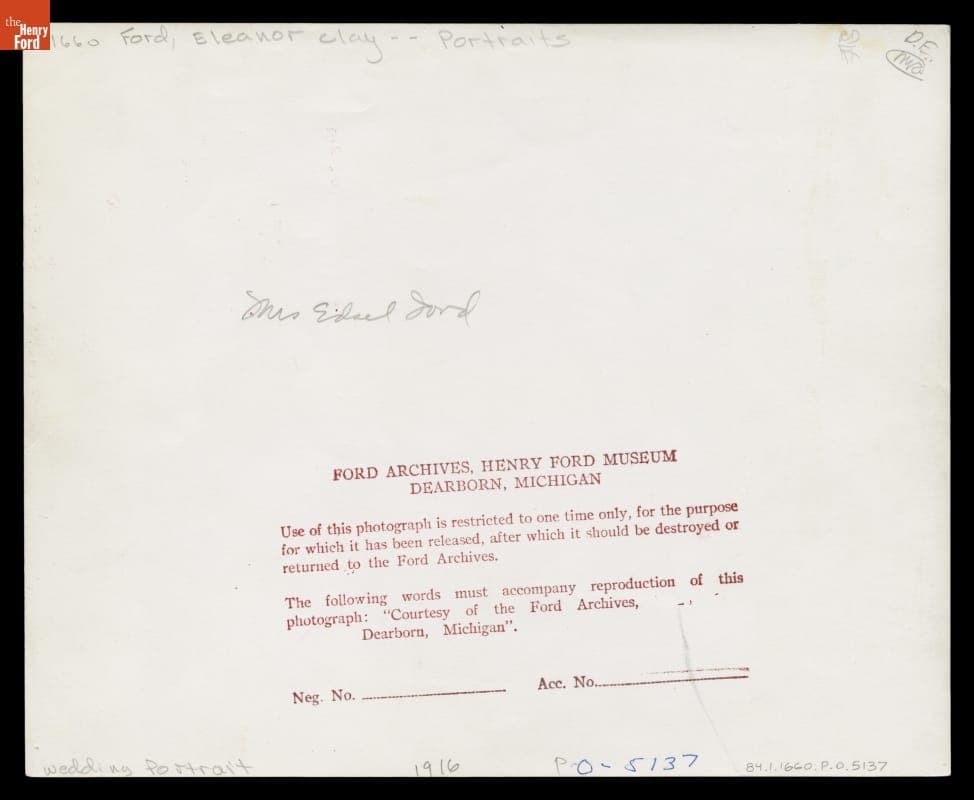 the
Henry
Ford
1660 Ford, Eleanor Clay -- Portraits
D.E.
Mrs Edsel Ford
FORD ARCHIVES, HENRY FORD MUSEUM
DEARBORN, MICHIGAN
Use of this photograph is restricted to one time only, for the purpose
for which it has been released, after which it should be destroyed or
returned to the Ford Archives.
The following words must accompany reproduction of this
photograph: "Courtesy of the Ford Archives,
Dearborn, Michigan".
Neg. No. Acc. No.
wedding Portrait 1916 P O-5137 84.1.1660.P.O.5137